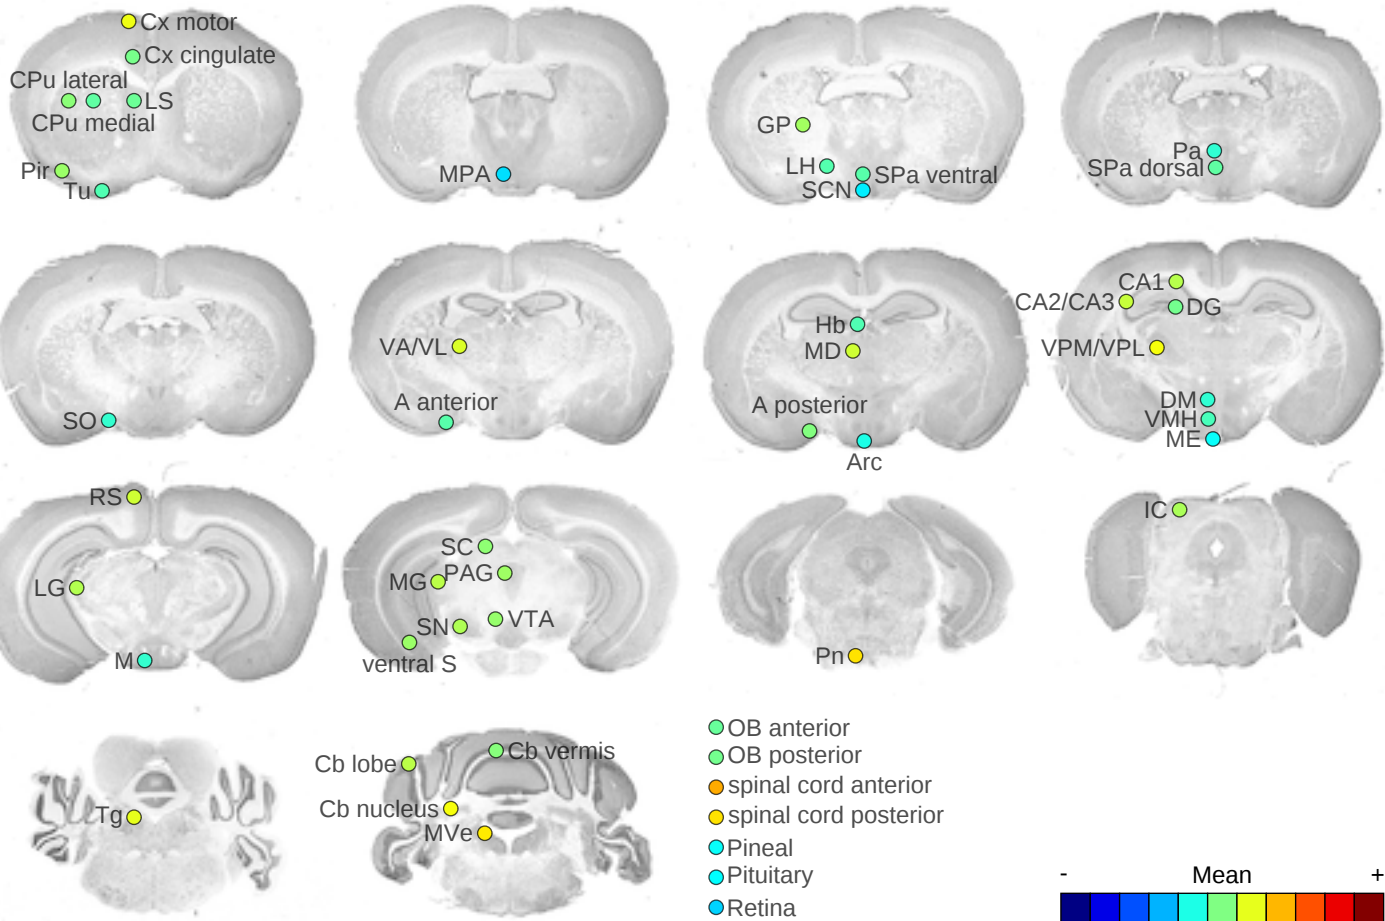 Cx motor
Cx cingulate
CPu lateral
LS
CPu medial
Pir
Tu
MPA
GP
LH
SPa ventral
SCN
Pa
SPa dorsal
SO
VA/VL
A anterior
Hb
MD
A posterior
Arc
CA1
CA2/CA3
DG
VPM/VPL
DM
VMH
ME
RS
LG
M
SC
MG
PAG
SN
VTA
ventral S
Pn
IC
Tg
Cb lobe
Cb vermis
Cb nucleus
MVe
OB anterior
OB posterior
spinal cord anterior
spinal cord posterior
Pineal
Pituitary
Retina
- Mean +